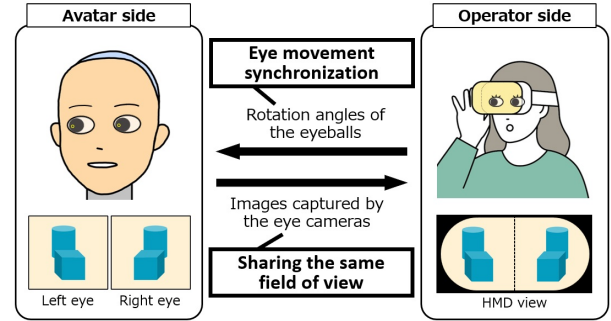 Avatar side
Operator side
Eye movement
synchronization
Rotation angles of
the eyeballs
Images captured by
the eye cameras
Sharing the same
field of view
Left eye
Right eye
HMD view